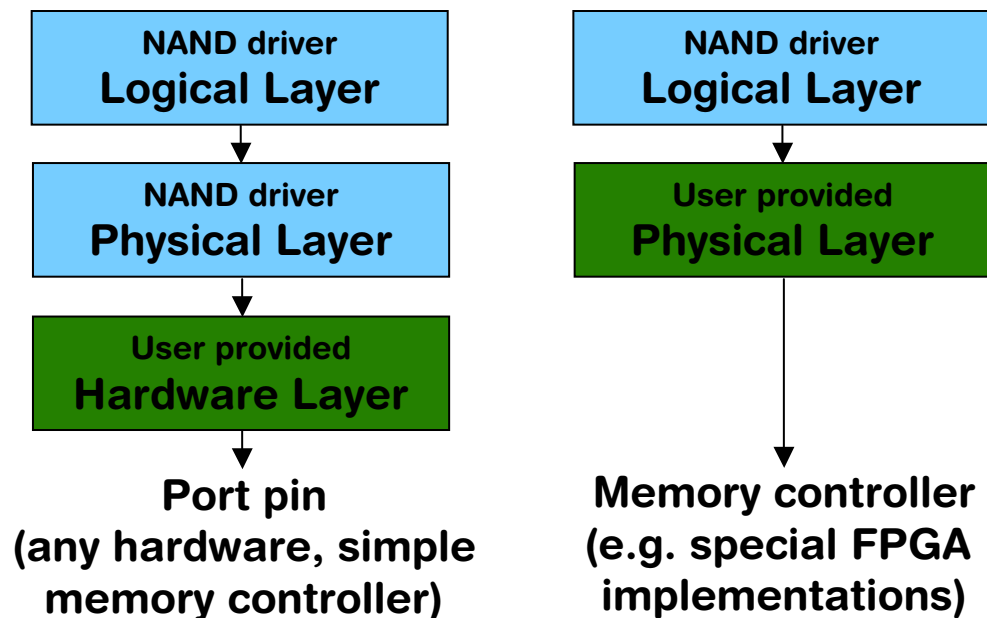 NAND driver
Logical Layer
NAND driver
Physical Layer
User provided
Hardware Layer
Port pin
(any hardware, simple
memory controller)
NAND driver
Logical Layer
User provided
Physical Layer
Memory controller
(e.g. special FPGA
implementations)